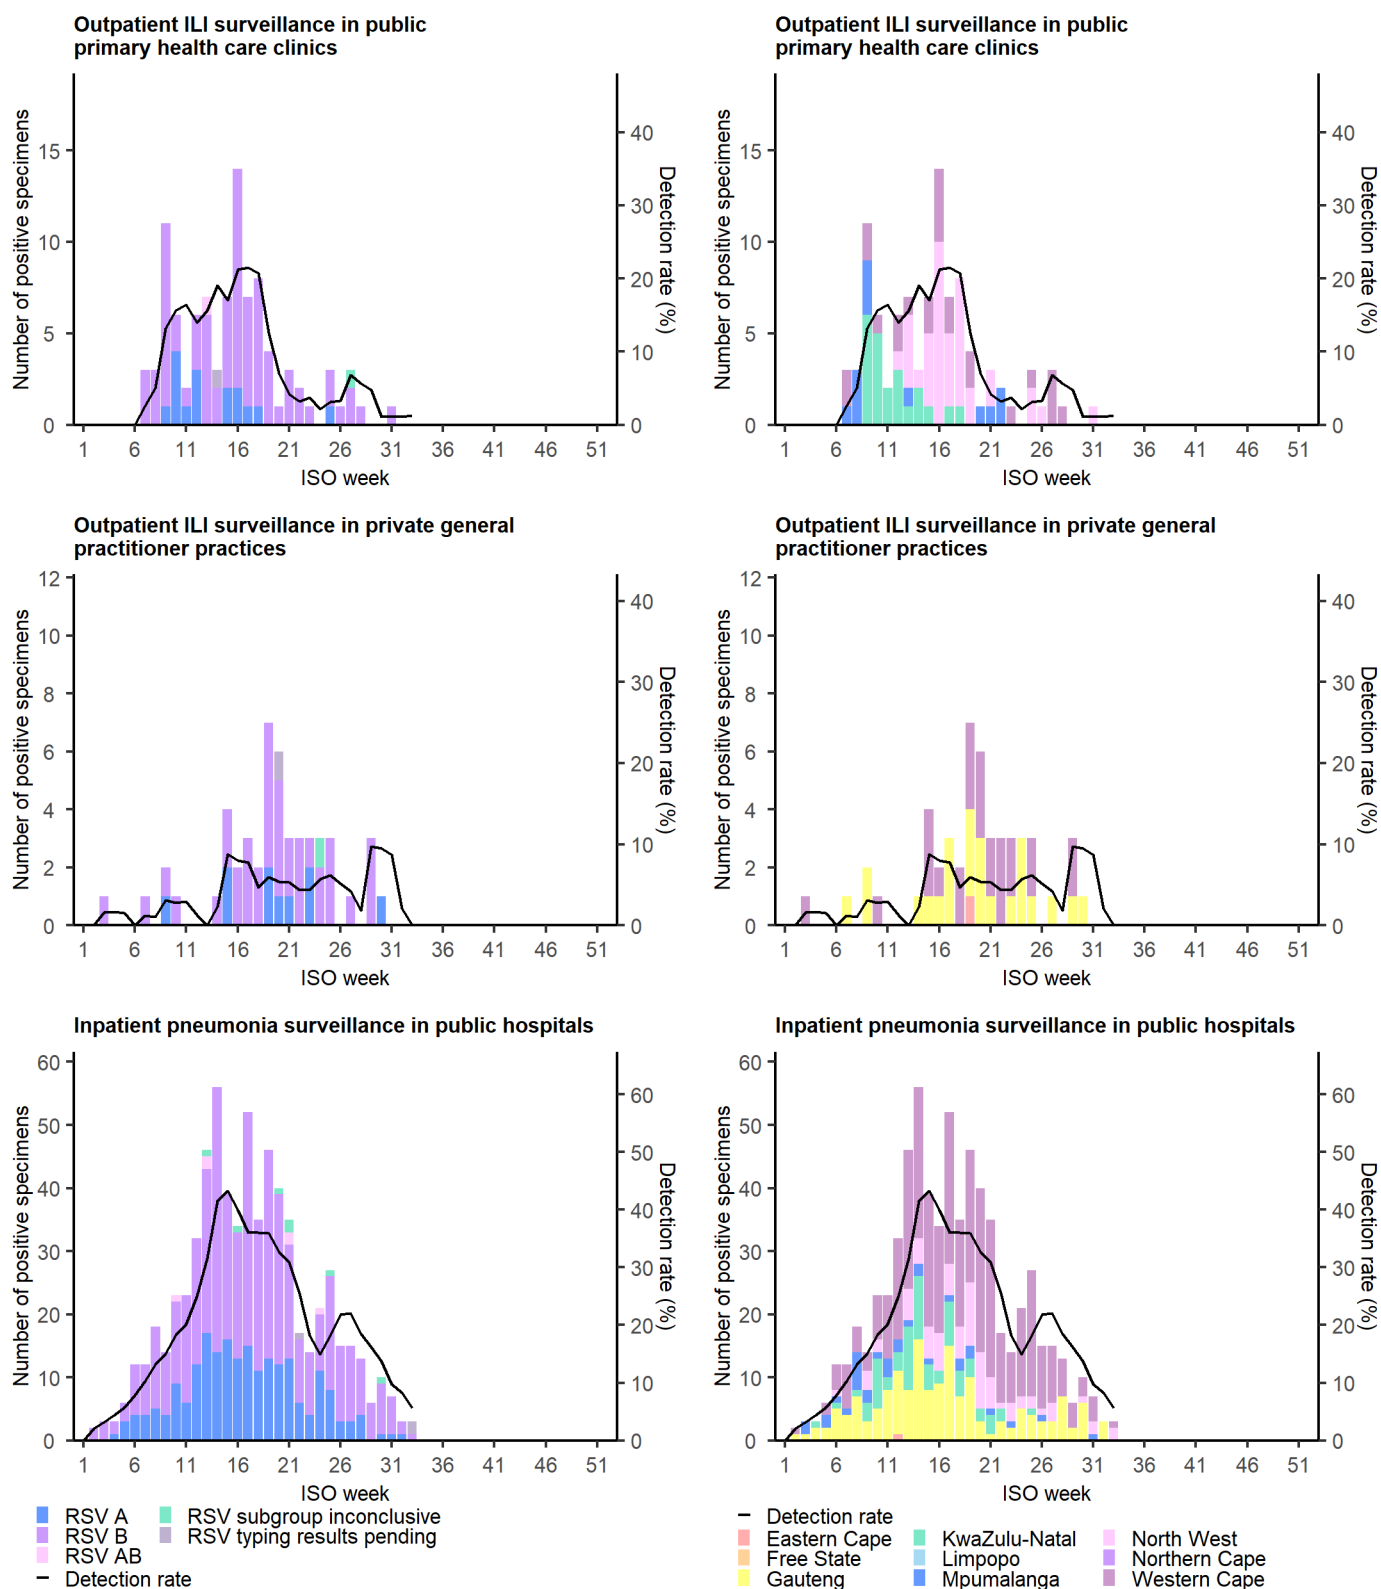 Outpatient ILI surveillance in public
primary health care clinics
Number of positive specimens
15
10
5
0
40
30
20
10
0
Detection rate (%)
1 6 11 16 21 26 31 36 41 46 51
ISO week
Outpatient ILI surveillance in public
primary health care clinics
Number of positive specimens
15
10
5
0
40
30
20
10
0
Detection rate (%)
1 6 11 16 21 26 31 36 41 46 51
ISO week
Outpatient ILI surveillance in private general
practitioner practices
Number of positive specimens
12
10
8
6
4
2
0
40
30
20
10
0
Detection rate (%)
1 6 11 16 21 26 31 36 41 46 51
ISO week
Outpatient ILI surveillance in private general
practitioner practices
Number of positive specimens
12
10
8
6
4
2
0
40
30
20
10
0
Detection rate (%)
1 6 11 16 21 26 31 36 41 46 51
ISO week
Inpatient pneumonia surveillance in public hospitals
Number of positive specimens
60
50
40
30
20
10
0
60
50
40
30
20
10
0
Detection rate (%)
1 6 11 16 21 26 31 36 41 46 51
ISO week
RSV A
RSV B
RSV AB
Detection rate
RSV subgroup inconclusive
RSV typing results pending
Inpatient pneumonia surveillance in public hospitals
Number of positive specimens
60
50
40
30
20
10
0
60
50
40
30
20
10
0
Detection rate (%)
1 6 11 16 21 26 31 36 41 46 51
ISO week
Detection rate
Eastern Cape
Free State
Gauteng
KwaZulu-Natal
Limpopo
Mpumalanga
North West
Northern Cape
Western Cape